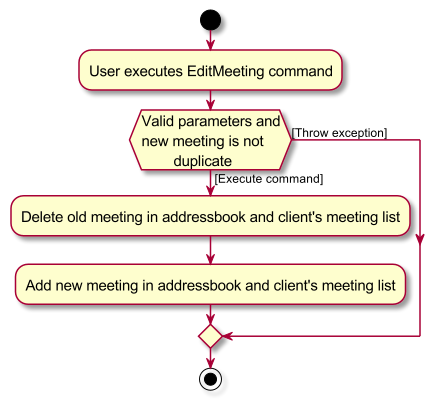 User executes EditMeeting command
Valid parameters and
new meeting is not
duplicate
[Throw exception]
[Execute command]
Delete old meeting in addressbook and client's meeting list
Add new meeting in addressbook and client's meeting list